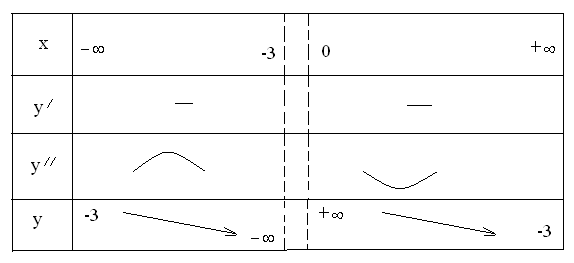 x −∞ -3 0 +∞
y′ — —
y′′
y -3 −∞ +∞ -3